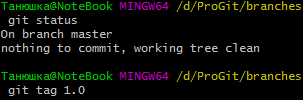 Танюшка@NoteBook MINGW64 /d/ProGit/branches
git status
On branch master
nothing to commit, working tree clean
Танюшка@NoteBook MINGW64 /d/ProGit/branches
git tag 1.0